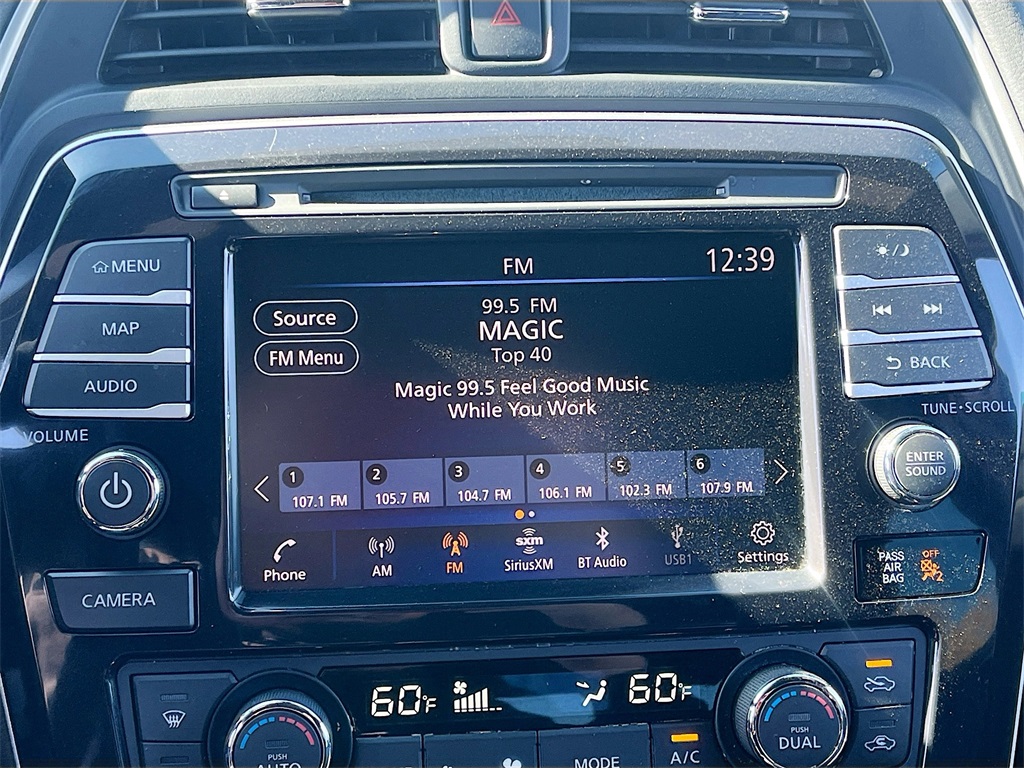 MENU
MAP
AUDIO
VOLUME
CAMERA
FM
12:39
Source
FM Menu
99.5 FM
MAGIC
Top 40
Magic 99.5 Feel Good Music
While You Work
1 107.1 FM
2 105.7 FM
3 104.7 FM
4 106.1 FM
5 102.3 FM
6 107.9 FM
Phone
AM
FM
sxm
SiriusXM
BT Audio
USB1
Settings
BACK
TUNE•SCROLL
ENTER
SOUND
PASS
AIR
BAG
OFF
2
60°F
60°F
PUSH
AUTO
MODE
A/C
PUSH
DUAL